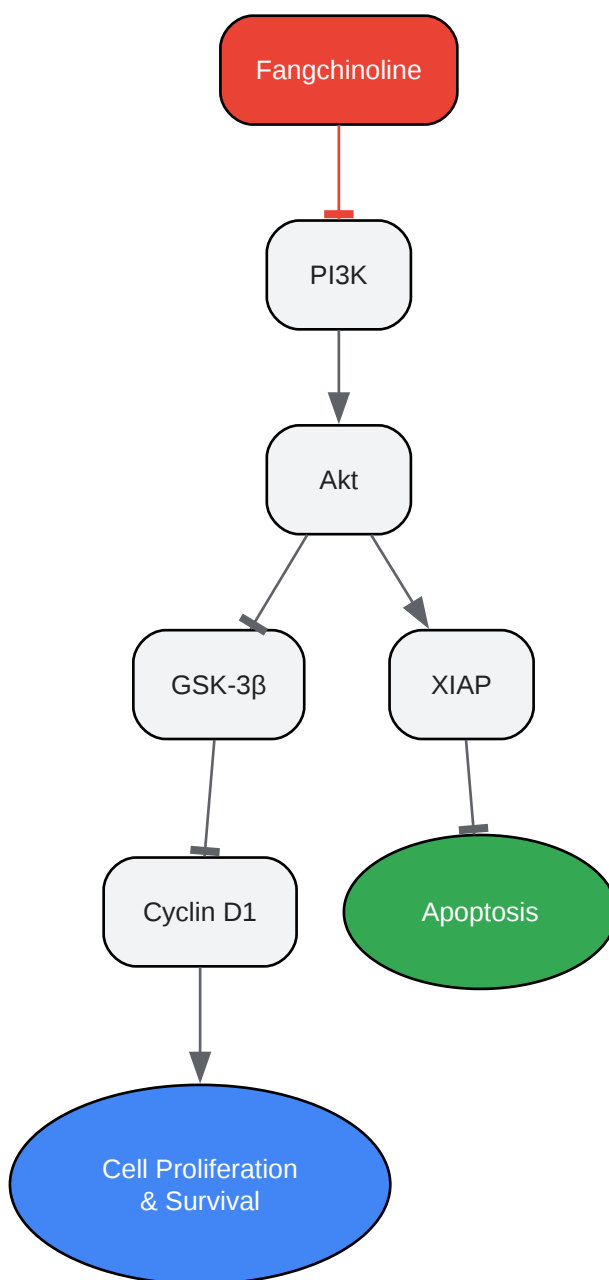 Fangchinoline
PI3K
Akt
GSK-3β
XIAP
Cyclin D1
Apoptosis
Cell Proliferation
& Survival